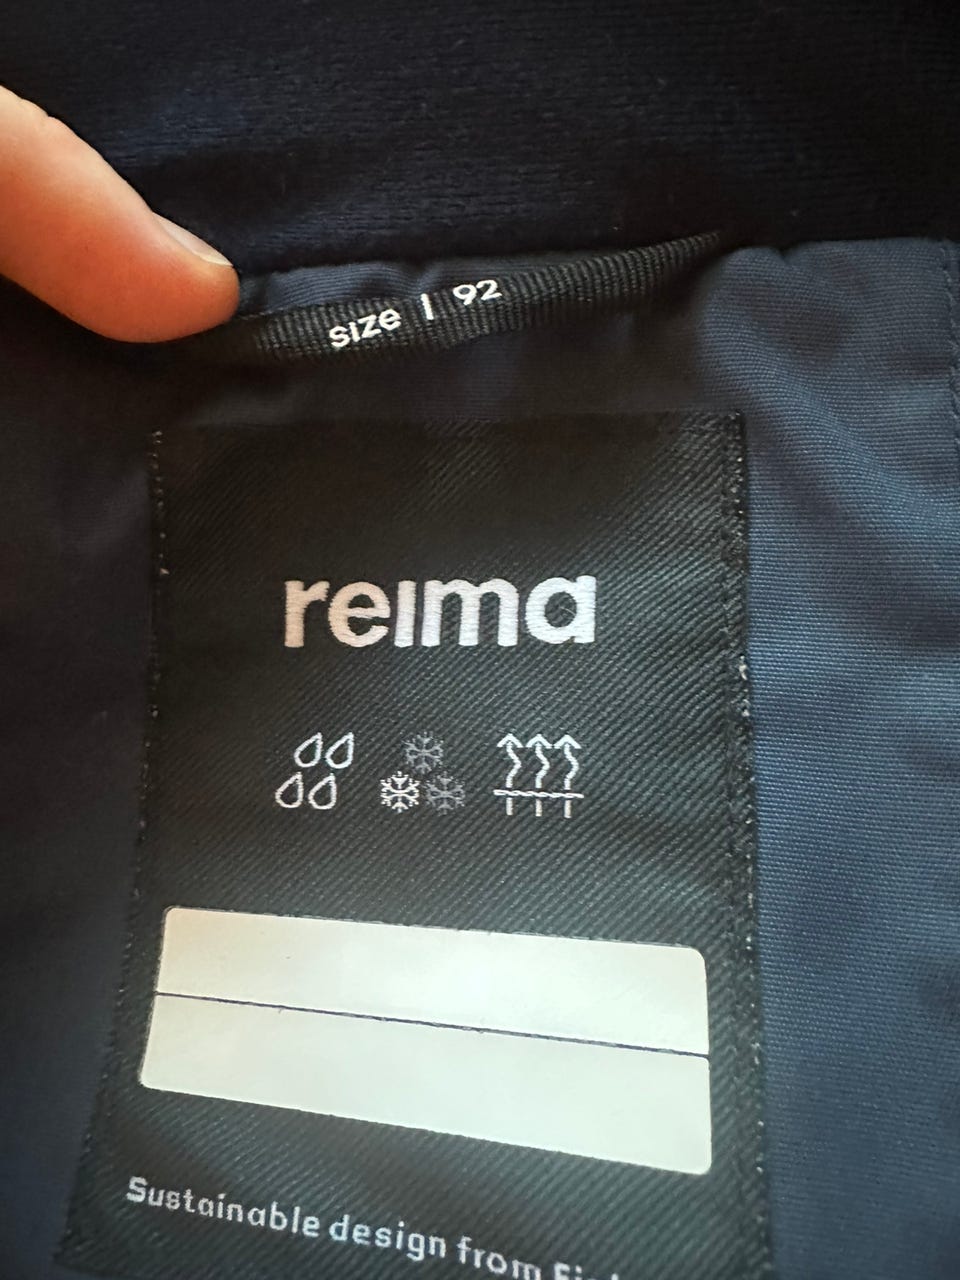 size | 92
reima
Sustainable design from